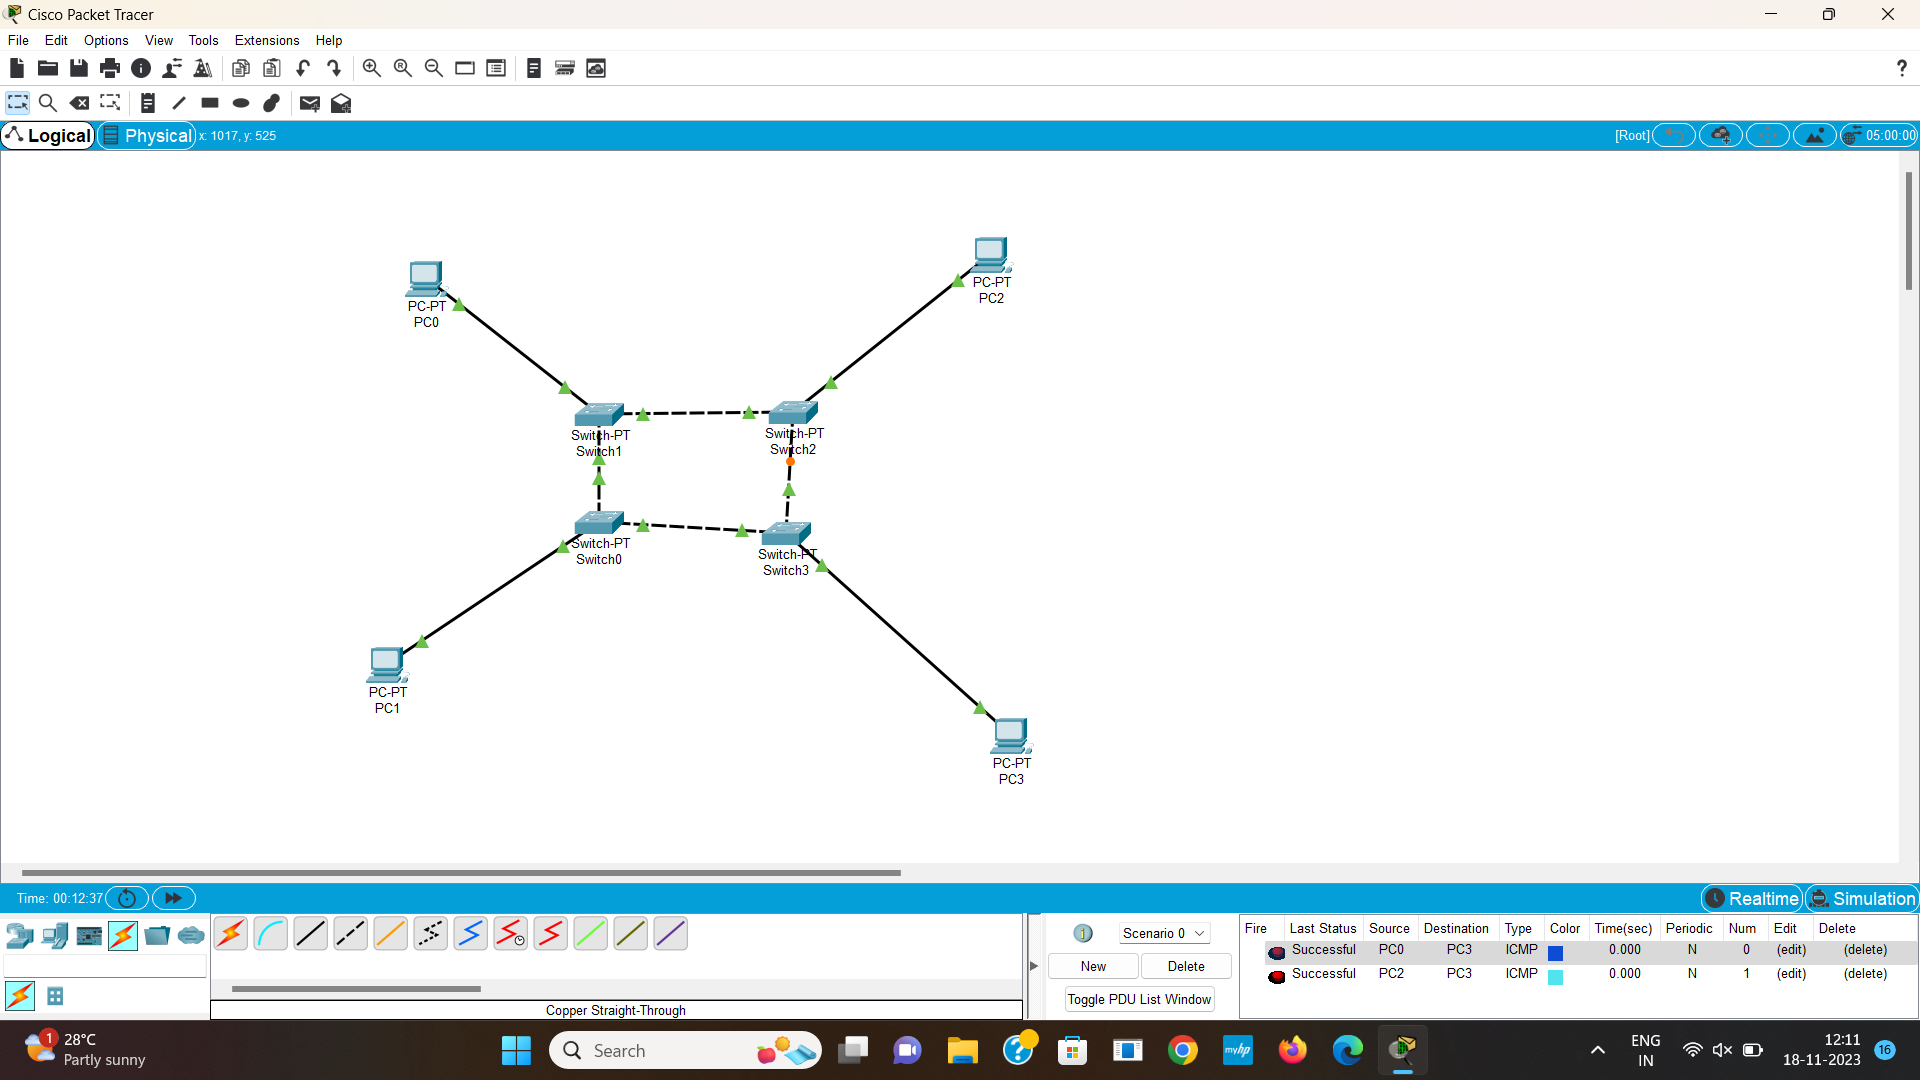 Cisco Packet Tracer
File Edit Options View Tools Extensions Help
?
Logical Physical x: 1017, y: 525 [Root] 05:00:00
PC-PT
PC2
PC-PT
PC0
Switch-PT
Switch1
Switch-PT
Switch2
Switch-PT
Switch0
Switch-PT
Switch3
PC-PT
PC1
PC-PT
PC3
Time: 00:12:37 Realtime Simulation
Scenario 0
New Delete
Toggle PDU List Window
Copper Straight-Through
Fire Last Status Source Destination Type Color Time(sec) Periodic Num Edit Delete
Successful PC0 PC3 ICMP 0.000 N 0 (edit) (delete)
Successful PC2 PC3 ICMP 0.000 N 1 (edit) (delete)
1
28°C
Partly sunny
Search
myhp
ENG
IN
12:11
18-11-2023
16